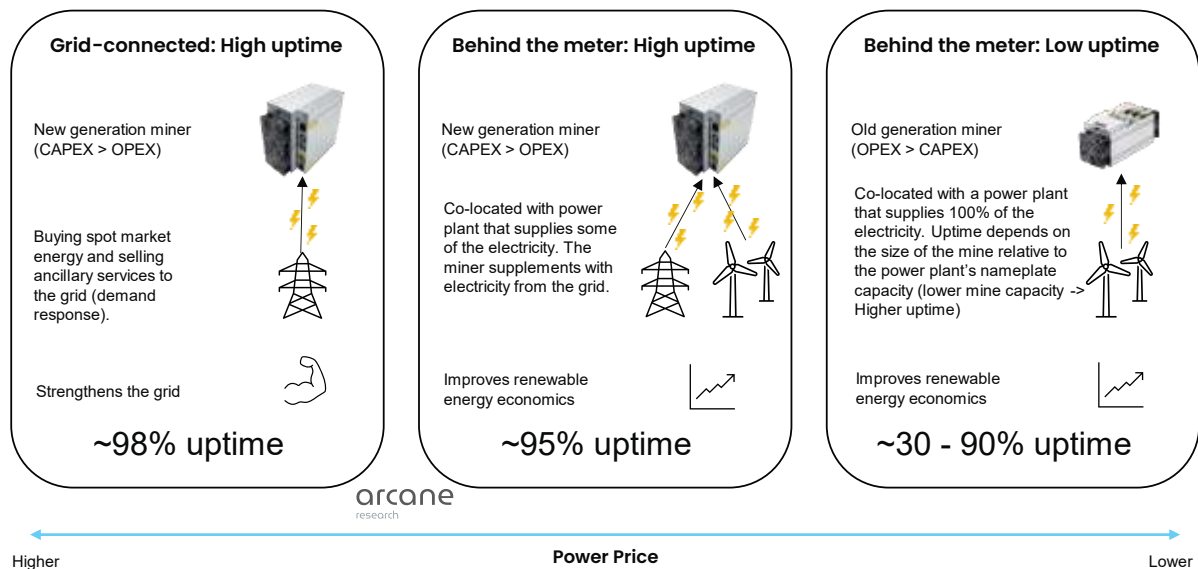 Grid-connected: High uptime
New generation miner
(CAPEX > OPEX)
Buying spot market
energy and selling
ancillary services to
the grid (demand
response).
Strengthens the grid
~98% uptime
Behind the meter: High uptime
New generation miner
(CAPEX > OPEX)
Co-located with power
plant that supplies some
of the electricity. The
miner supplements with
electricity from the grid.
Improves renewable
energy economics
~95% uptime
Behind the meter: Low uptime
Old generation miner
(OPEX > CAPEX)
Co-located with a power plant
that supplies 100% of the
electricity. Uptime depends on
the size of the mine relative to
the power plant's nameplate
capacity (lower mine capacity ->
Higher uptime)
Improves renewable
energy economics
~30 - 90% uptime
arcane
research
Higher
Power Price
Lower